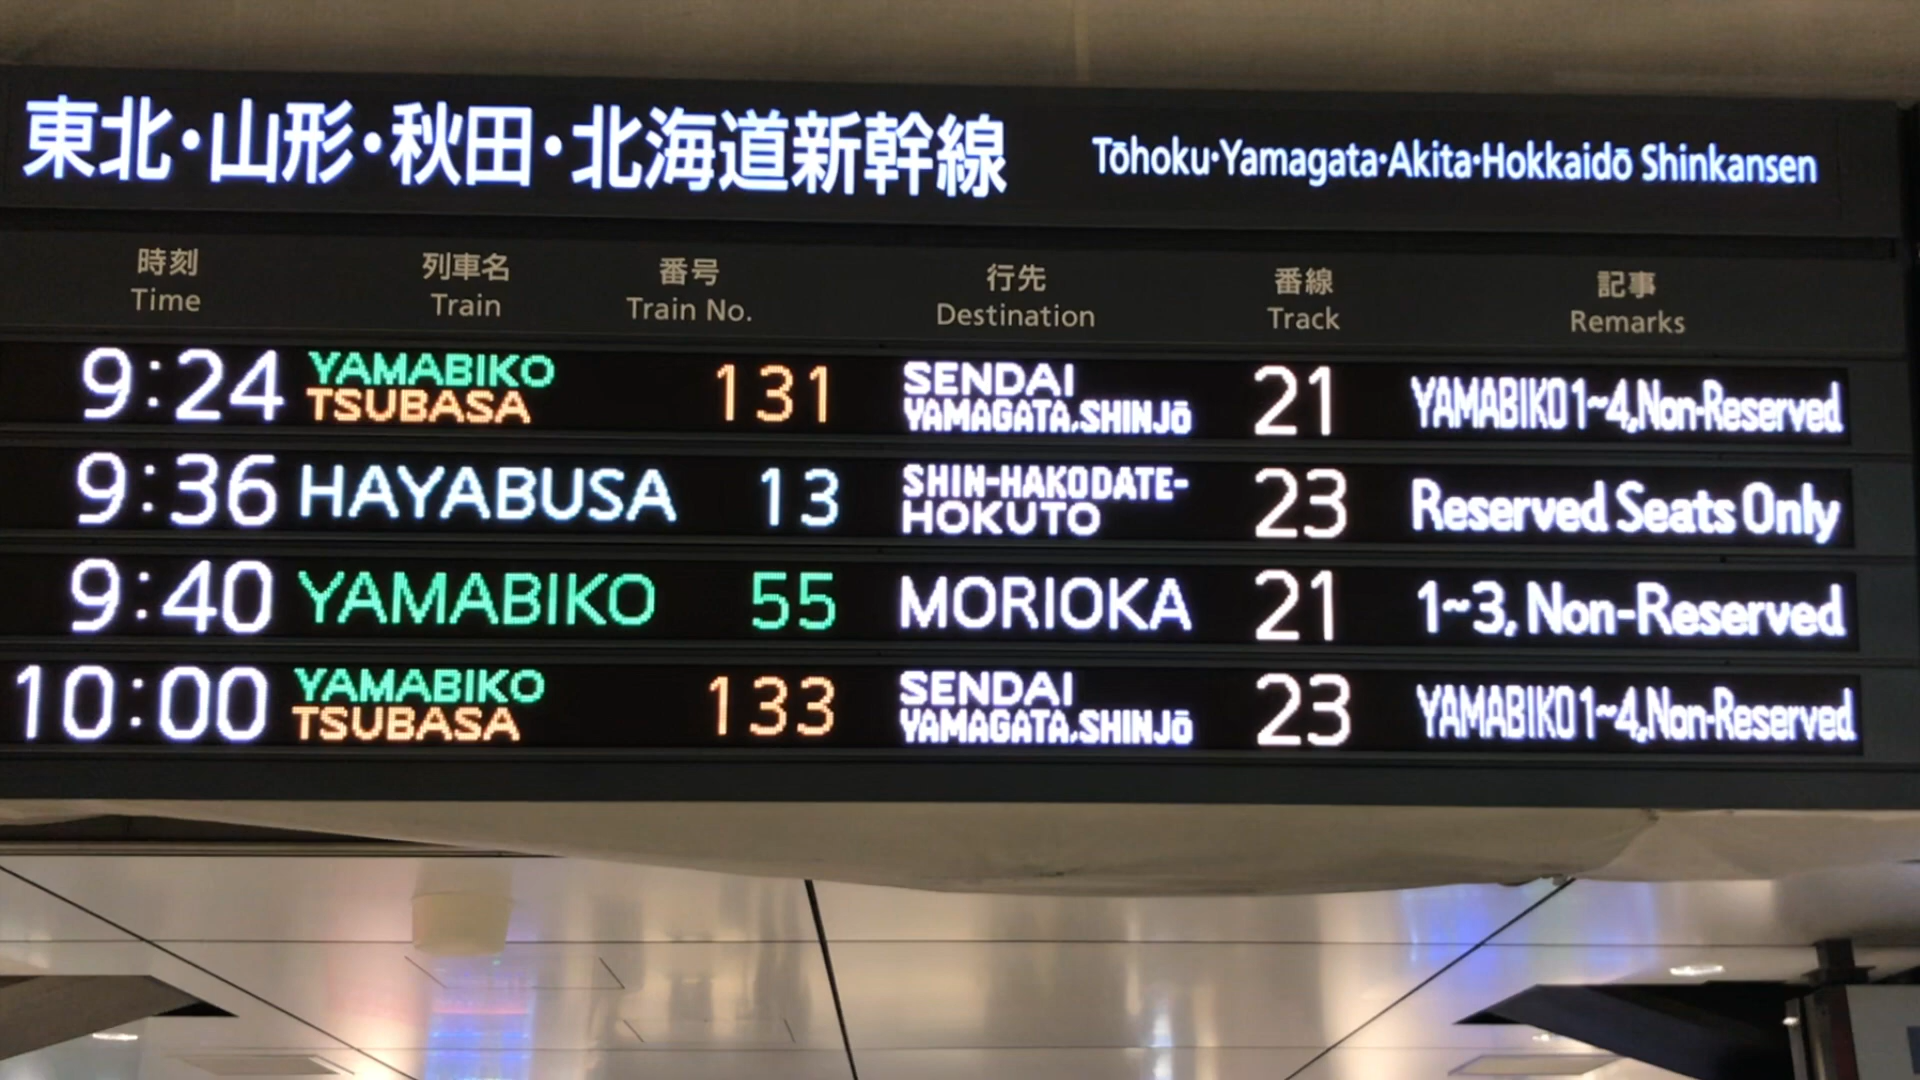 東北・山形・秋田・北海道新幹線 Tōhoku・Yamagata・Akita・Hokkaidō Shinkansen
時刻 列車名 番号 行先 番線 記事
Time Train Train No. Destination Track Remarks
9:24 YAMABIKO TSUBASA 131 SENDAI YAMAGATA,SHINJŌ 21 YAMABIKO 1~4,Non-Reserved
9:36 HAYABUSA 13 SHIN-HAKODATE-HOKUTO 23 Reserved Seats Only
9:40 YAMABIKO 55 MORIOKA 21 1~3, Non-Reserved
10:00 YAMABIKO TSUBASA 133 SENDAI YAMAGATA,SHINJŌ 23 YAMABIKO 1~4,Non-Reserved